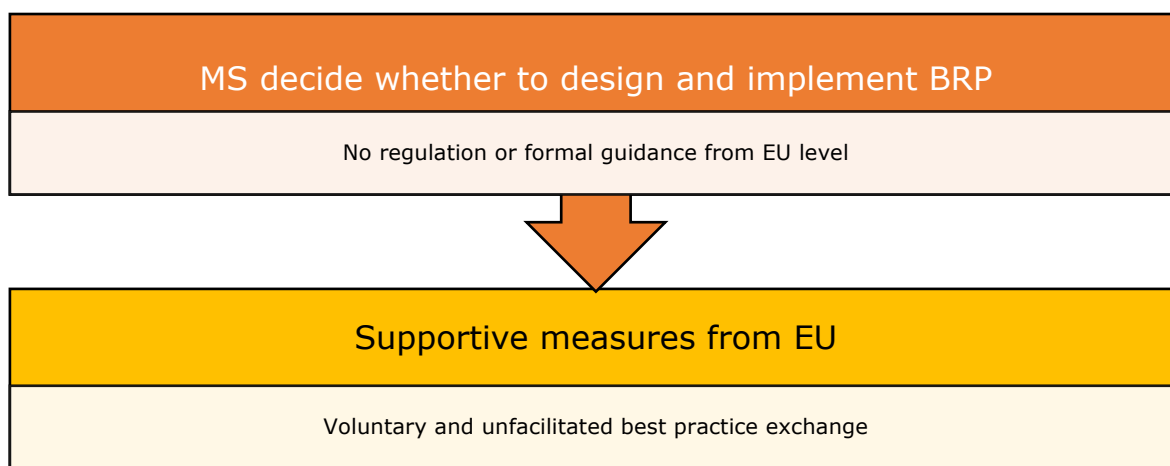 MS decide whether to design and implement BRP
No regulation or formal guidance from EU level
Supportive measures from EU
Voluntary and unfacilitated best practice exchange